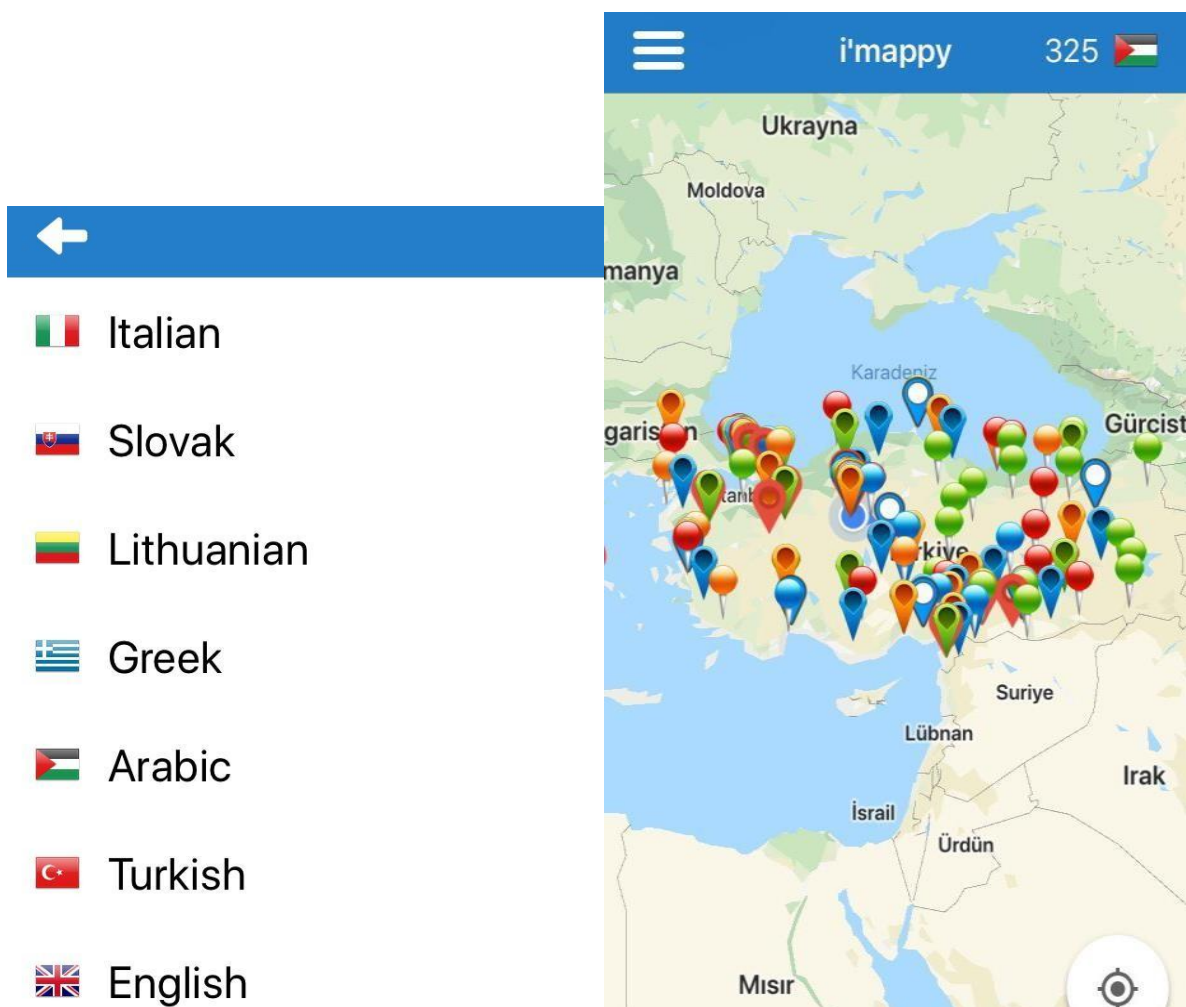 Italian
Slovak
Lithuanian
Greek
Arabic
Turkish
English
i'mappy 325
Ukrayna
Moldova
manya
Karadeniz
Gürcist
Suriye
Lübnan
Irak
İsrail
Ürdün
Mısır